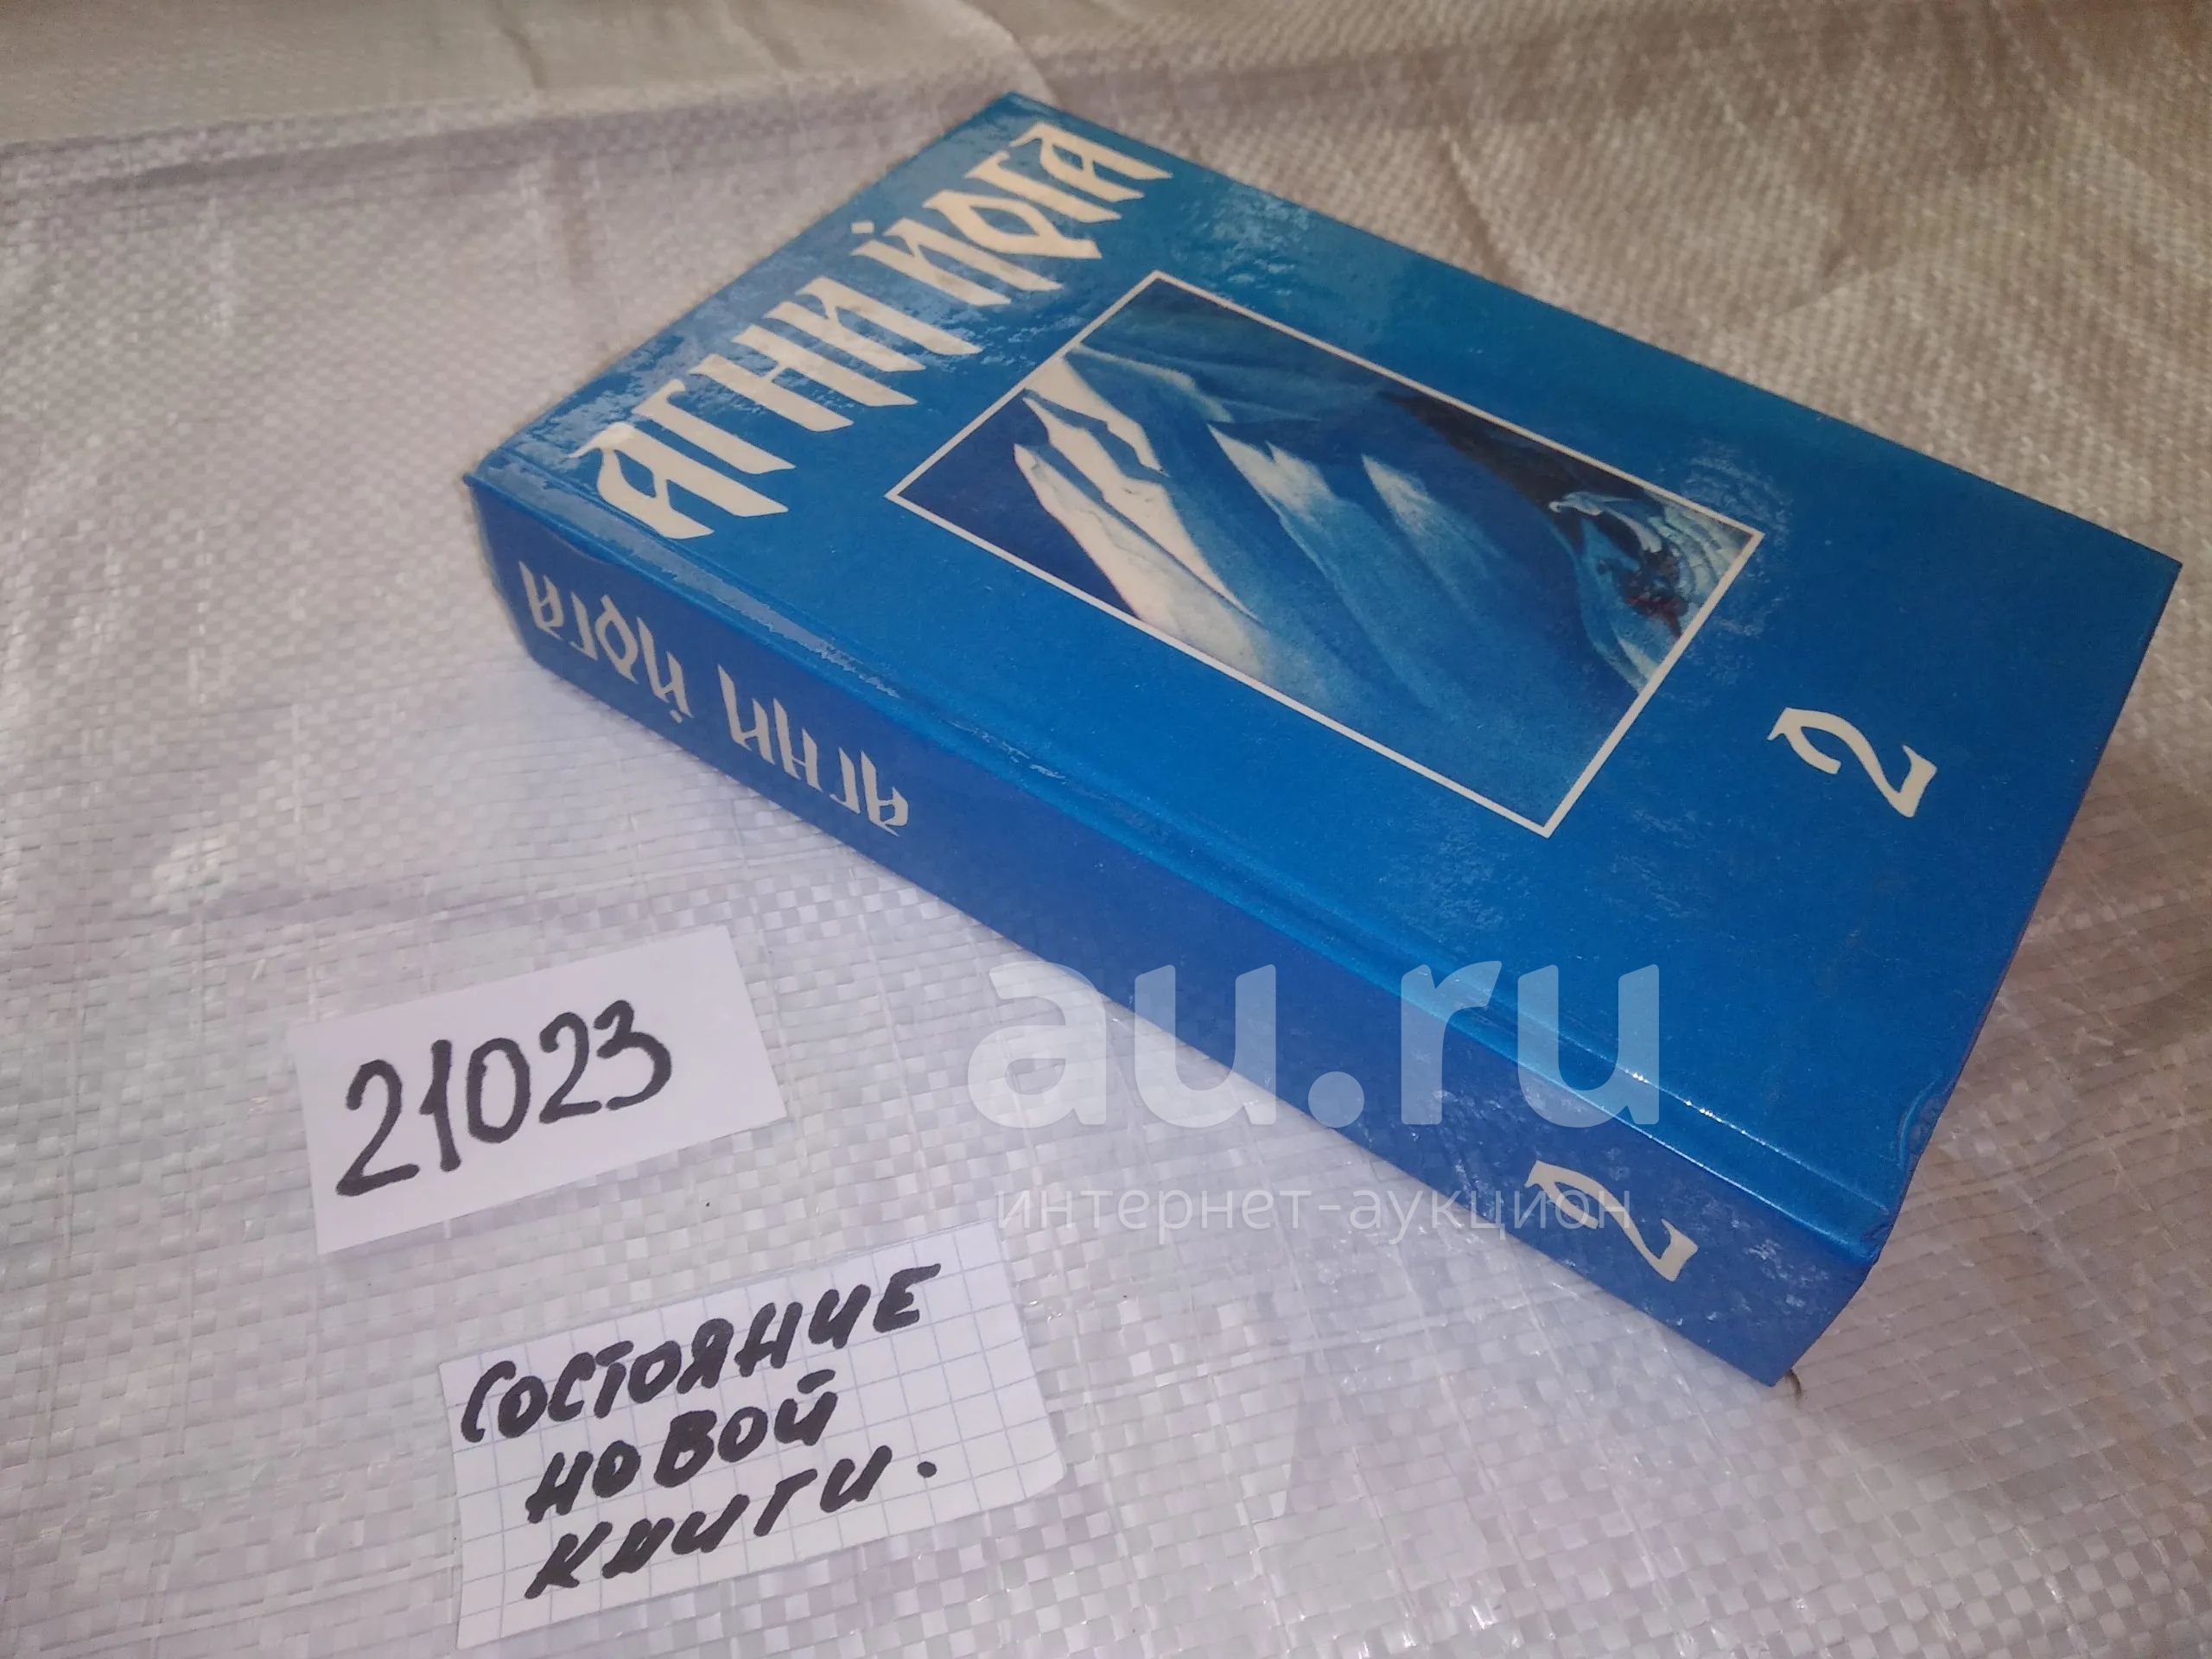 АГНИ ЙОГА
2
АГНИ ЙОГА
2
21023
СОСТОЯНИЕ
НОВОЙ
КНИГИ.
au.ru
интернет-аукцион